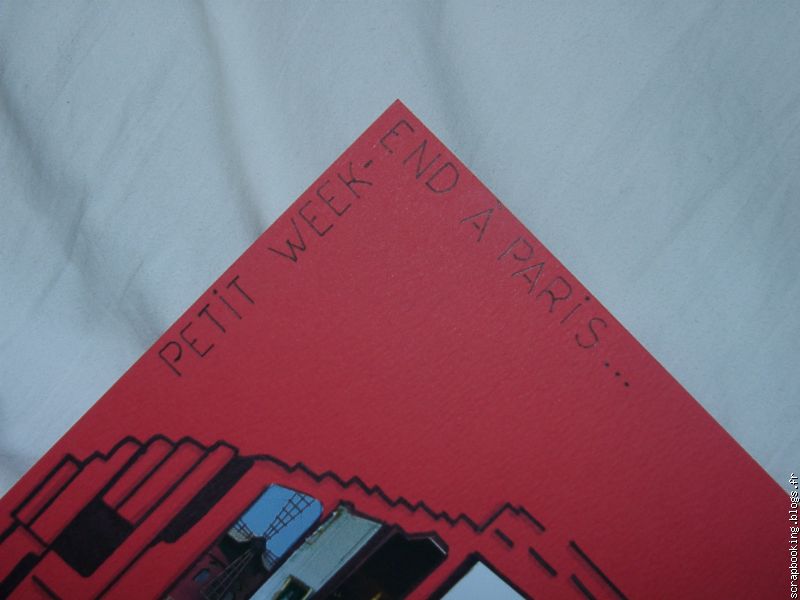 PETiT WEEK-END À PARiS...
scrapbooking.blogs.fr